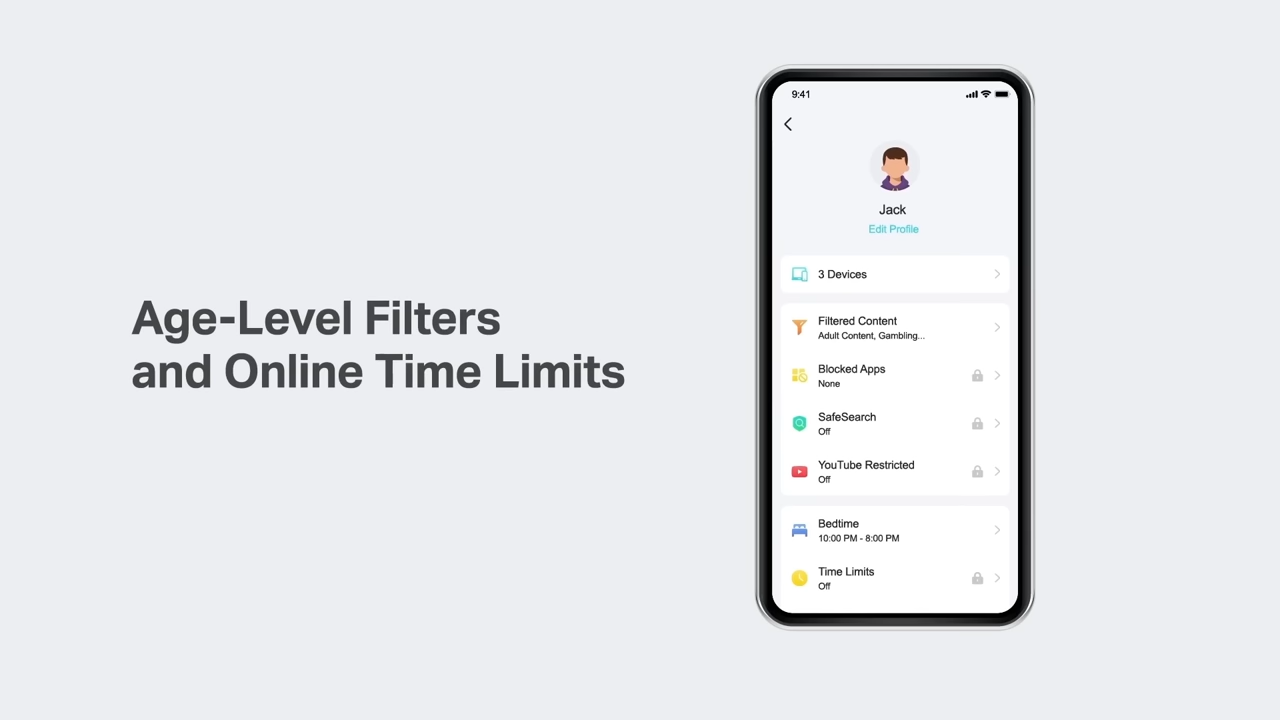 Age-Level Filters
and Online Time Limits
9:41
Jack
Edit Profile
3 Devices
Filtered Content
Adult Content, Gambling...
Blocked Apps
None
SafeSearch
Off
YouTube Restricted
Off
Bedtime
10:00 PM - 8:00 PM
Time Limits
Off